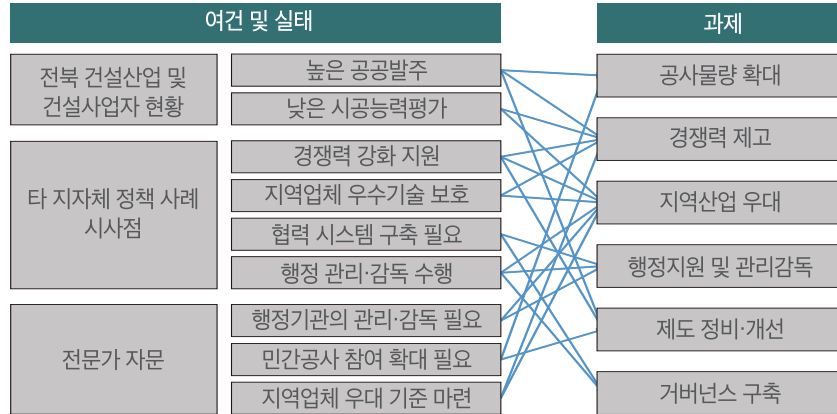 여건 및 실태
과제
전북 건설산업 및
건설사업자 현황
높은 공공발주
낮은 시공능력평가
타 지자체 정책 사례
시사점
경쟁력 강화 지원
지역업체 우수기술 보호
협력 시스템 구축 필요
행정 관리·감독 수행
전문가 자문
행정기관의 관리·감독 필요
민간공사 참여 확대 필요
지역업체 우대 기준 마련
공사물량 확대
경쟁력 제고
지역산업 우대
행정지원 및 관리감독
제도 정비·개선
거버넌스 구축